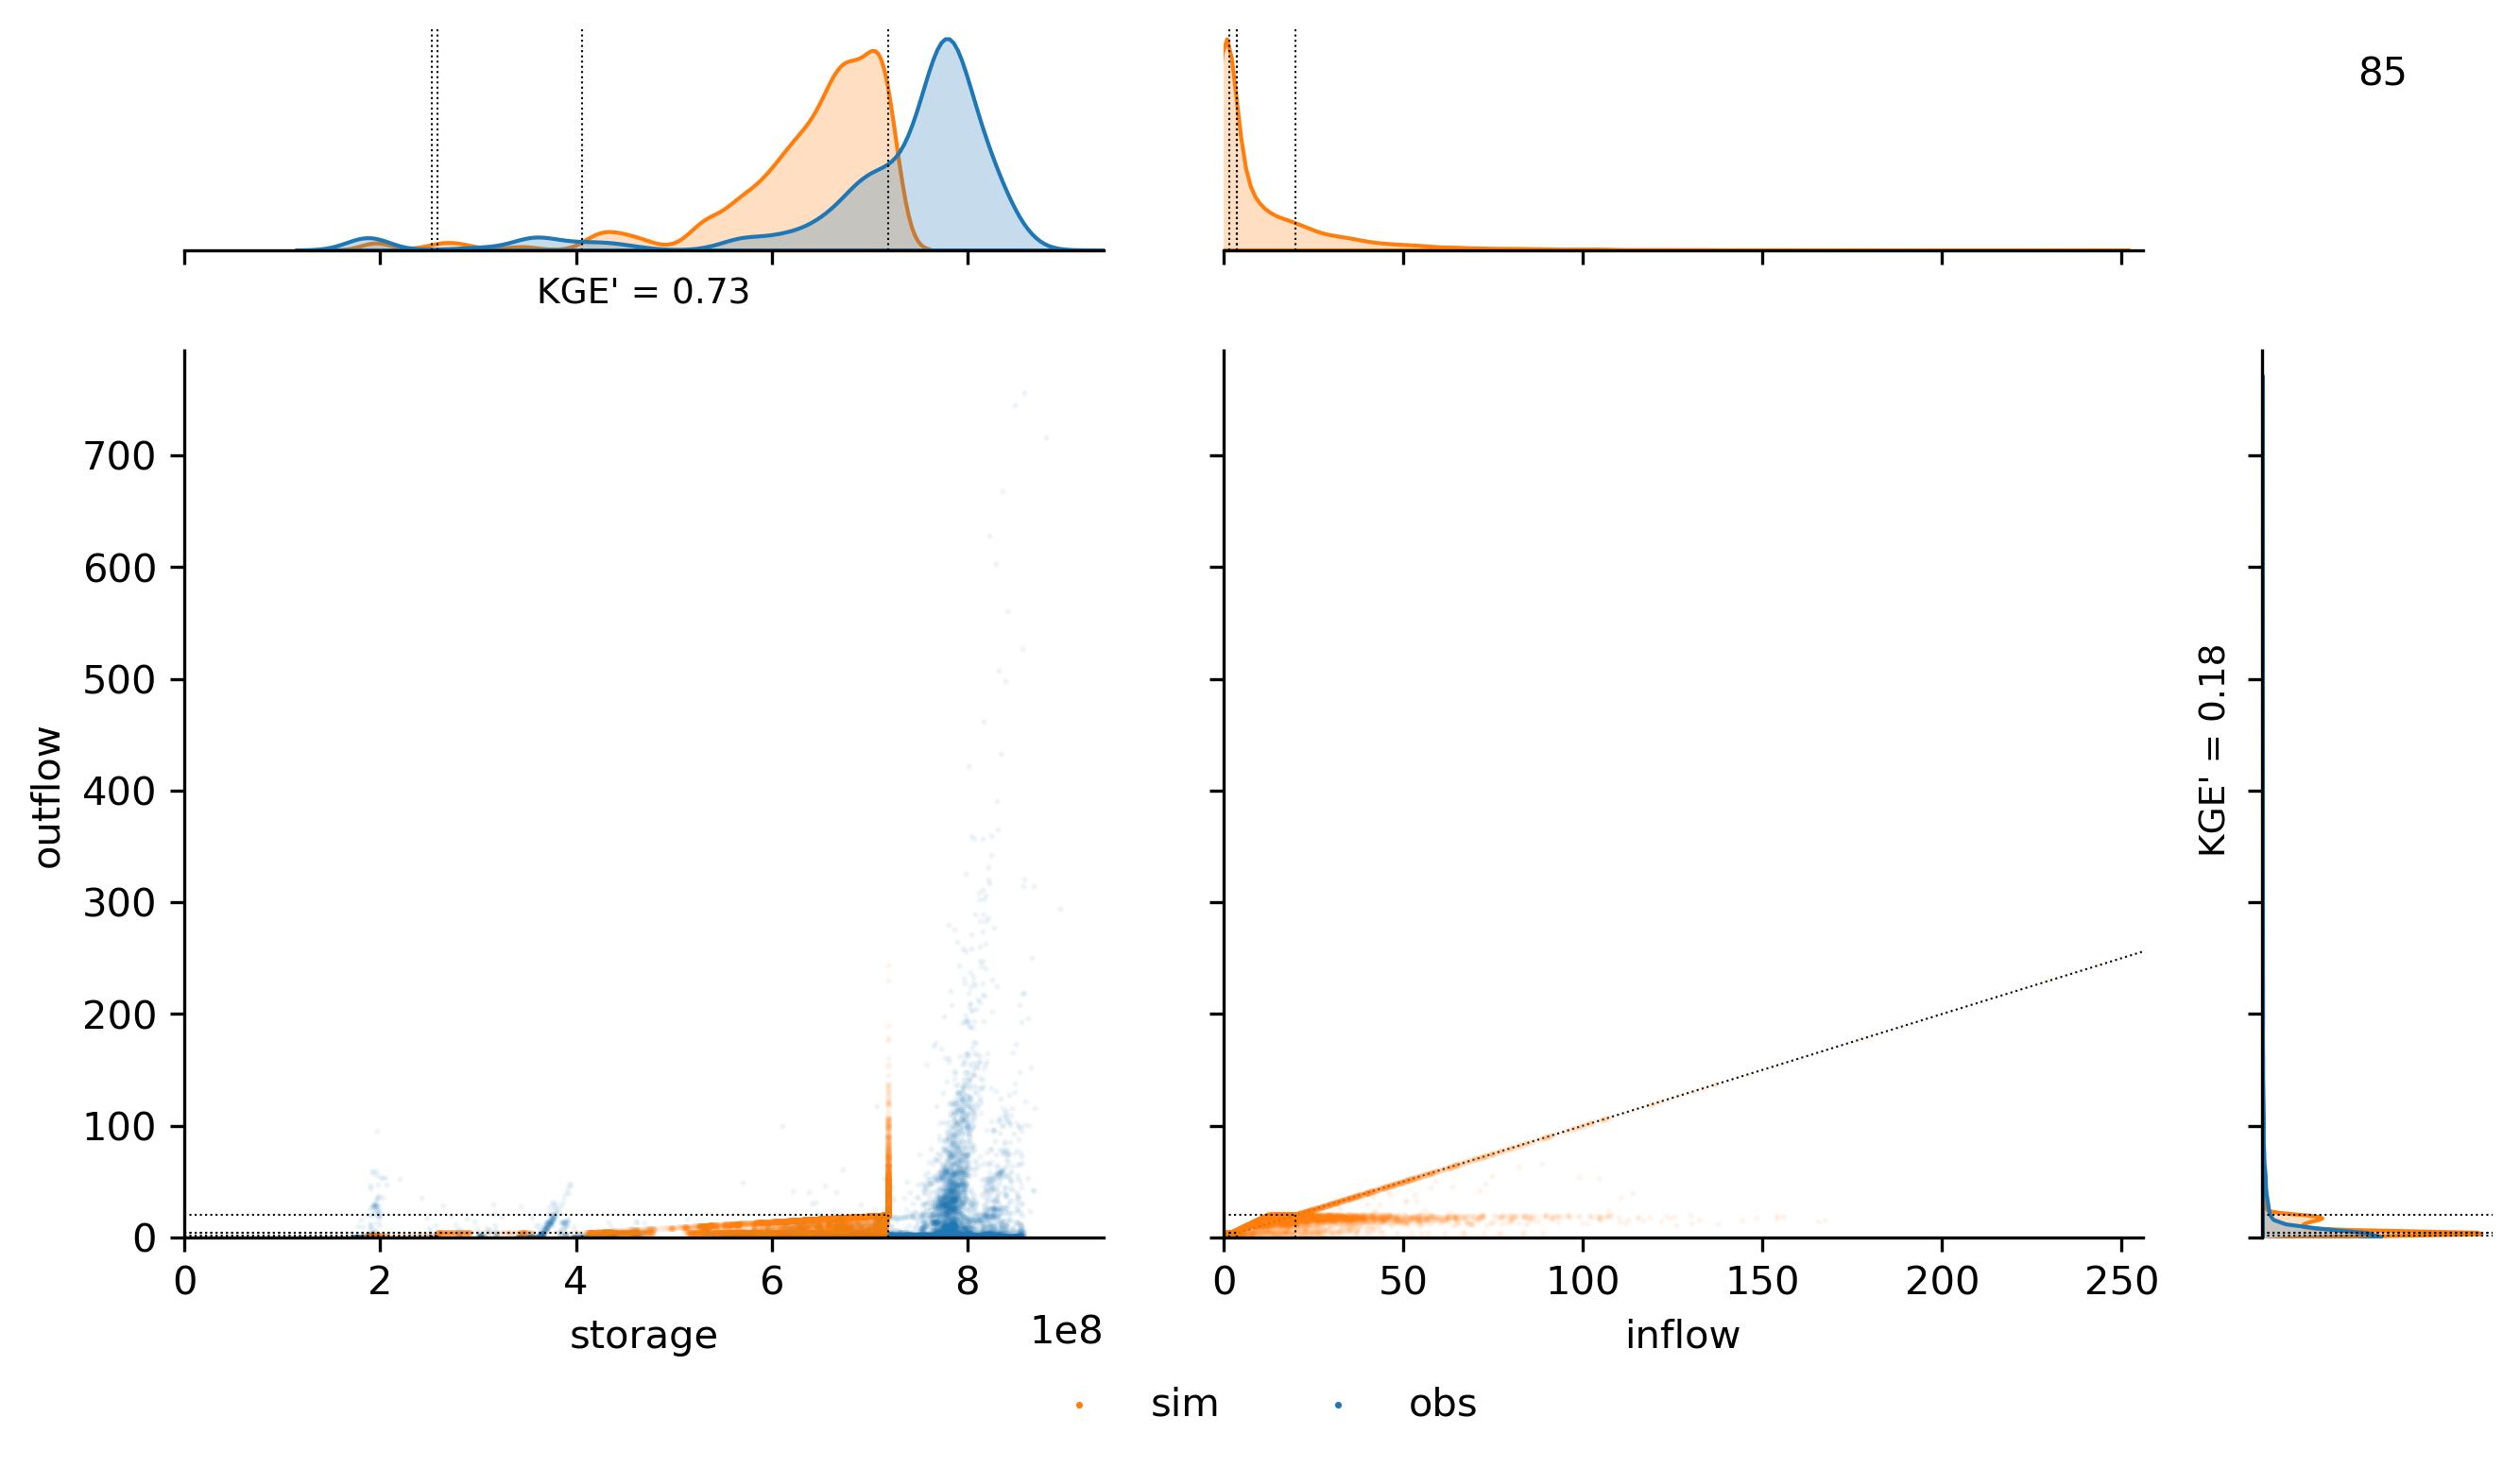 85
KGE' = 0.73
outflow
700
600
500
400
300
200
100
0
KGE' = 0.18
0 2 4 6 8
0 50 100 150 200 250
1e8
storage
inflow
sim obs